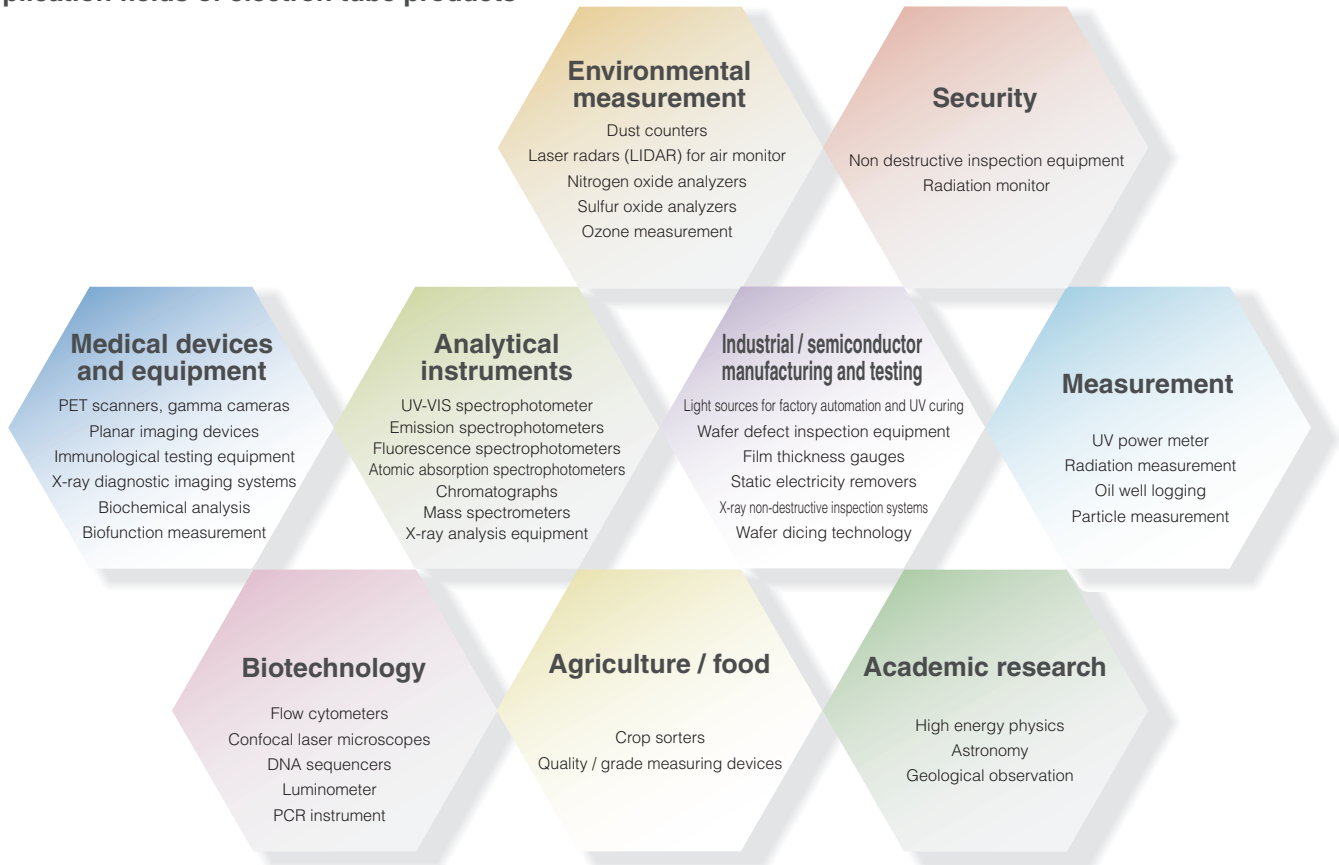 plication fields of electron tube products
Environmental
measurement
Dust counters
Laser radars (LIDAR) for air monitor
Nitrogen oxide analyzers
Sulfur oxide analyzers
Ozone measurement
Security
Non destructive inspection equipment
Radiation monitor
Medical devices
and equipment
PET scanners, gamma cameras
Planar imaging devices
Immunological testing equipment
X-ray diagnostic imaging systems
Biochemical analysis
Biofunction measurement
Analytical
instruments
UV-VIS spectrophotometer
Emission spectrophotometers
Fluorescence spectrophotometers
Atomic absorption spectrophotometers
Chromatographs
Mass spectrometers
X-ray analysis equipment
Industrial / semiconductor
manufacturing and testing
Light sources for factory automation and UV curing
Wafer defect inspection equipment
Film thickness gauges
Static electricity removers
X-ray non-destructive inspection systems
Wafer dicing technology
Measurement
UV power meter
Radiation measurement
Oil well logging
Particle measurement
Biotechnology
Flow cytometers
Confocal laser microscopes
DNA sequencers
Luminometer
PCR instrument
Agriculture / food
Crop sorters
Quality / grade measuring devices
Academic research
High energy physics
Astronomy
Geological observation